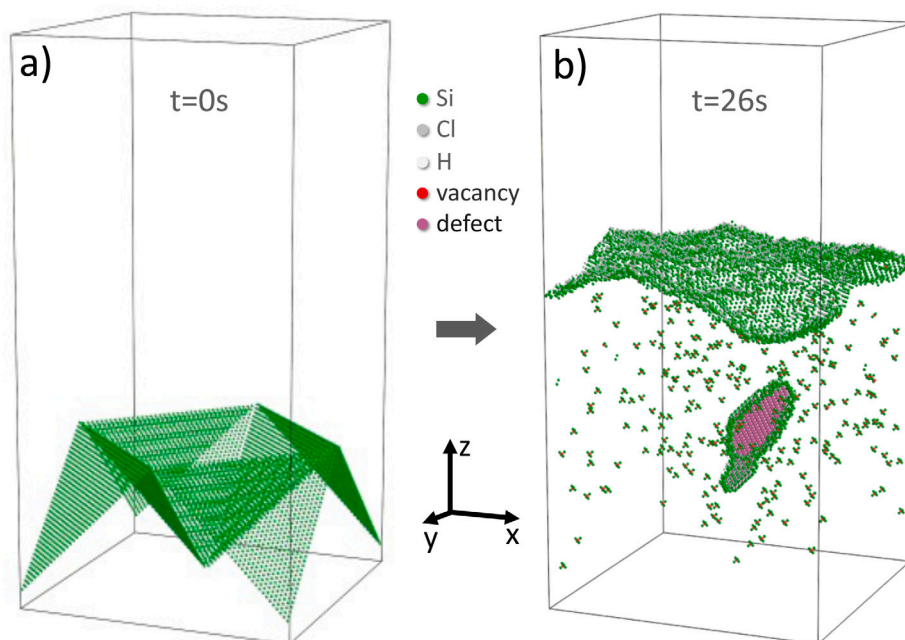 a)
t=0s
Si
Cl
H
vacancy
defect
z
y
x
b)
t=26s